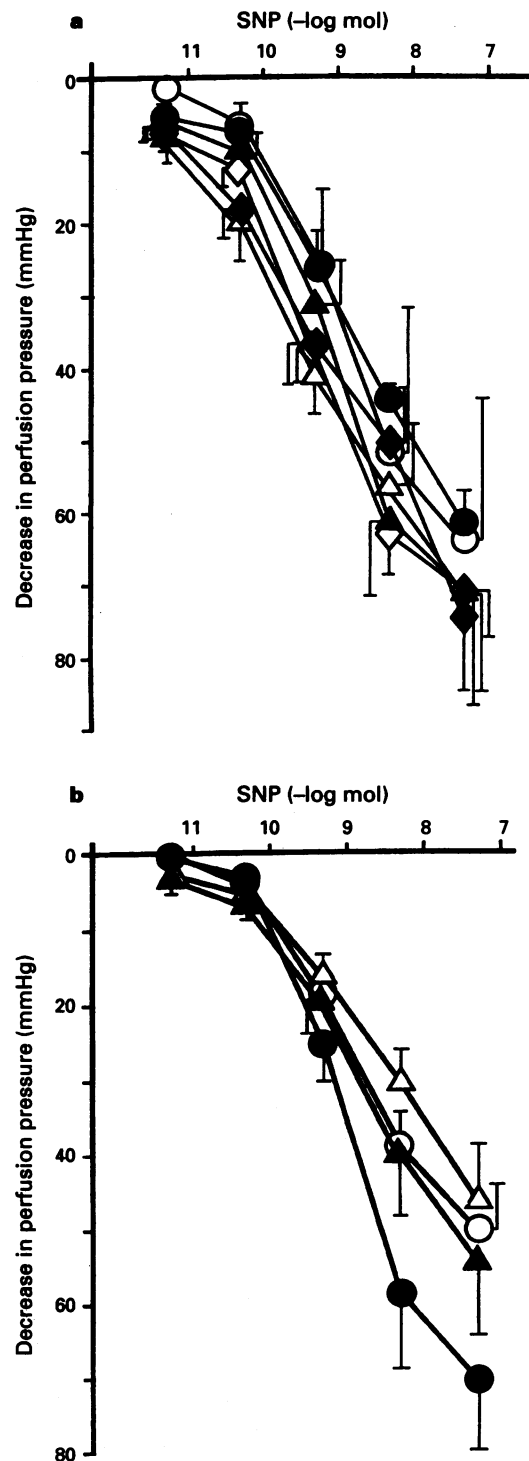 a
SNP (–log mol)
11 10 9 8 7
0
20
40
60
80
Decrease in perfusion pressure (mmHg)
b
SNP (–log mol)
11 10 9 8 7
0
20
40
60
80
Decrease in perfusion pressure (mmHg)